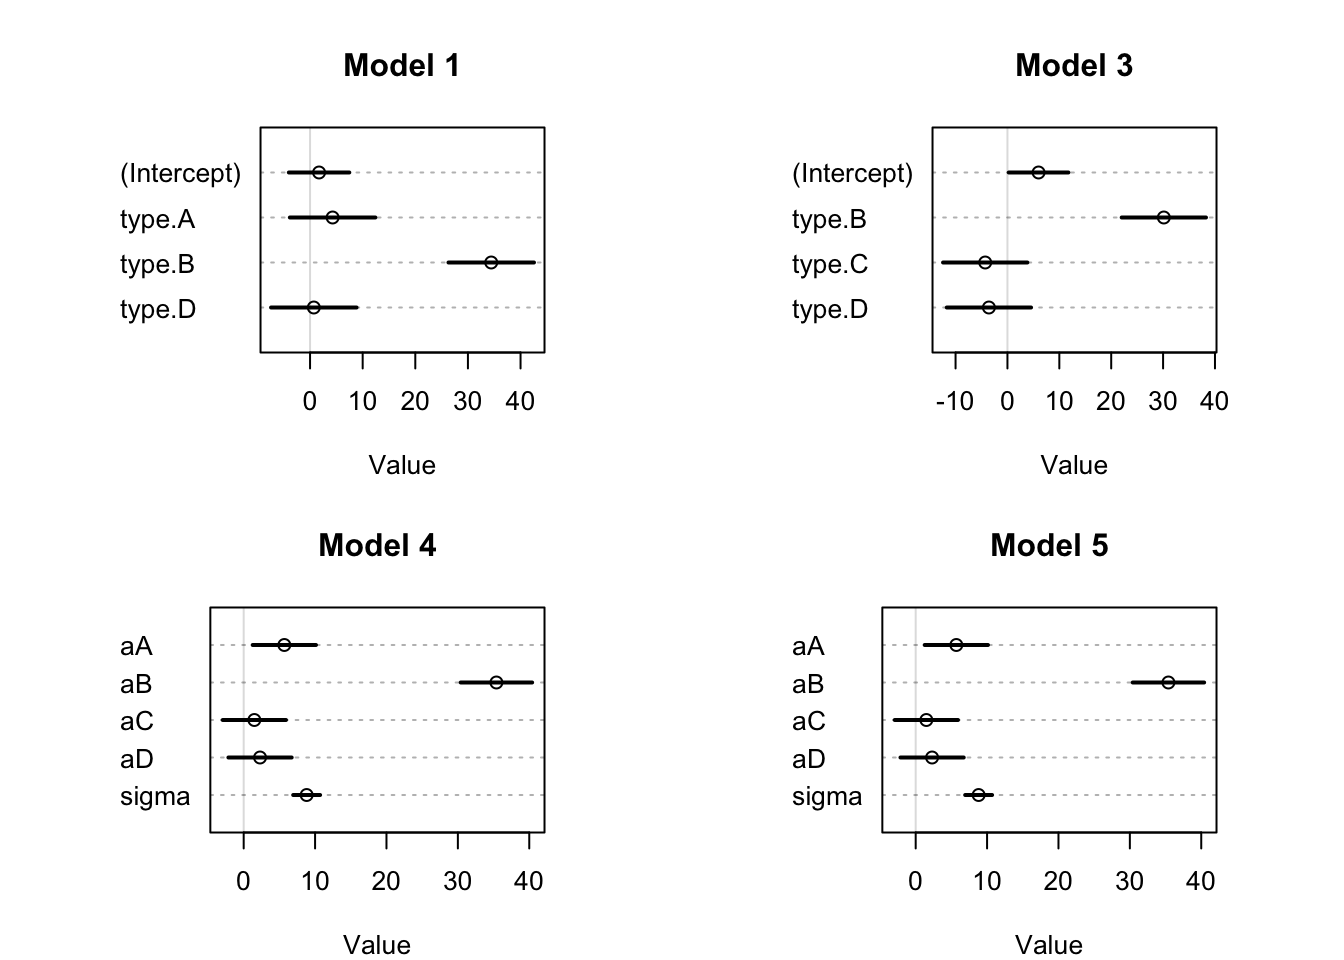 Model 1
(Intercept)
type.A
type.B
type.D
0 10 20 30 40
Value
Model 3
(Intercept)
type.B
type.C
type.D
-10 0 10 20 30 40
Value
Model 4
aA
aB
aC
aD
sigma
0 10 20 30 40
Value
Model 5
aA
aB
aC
aD
sigma
0 10 20 30 40
Value